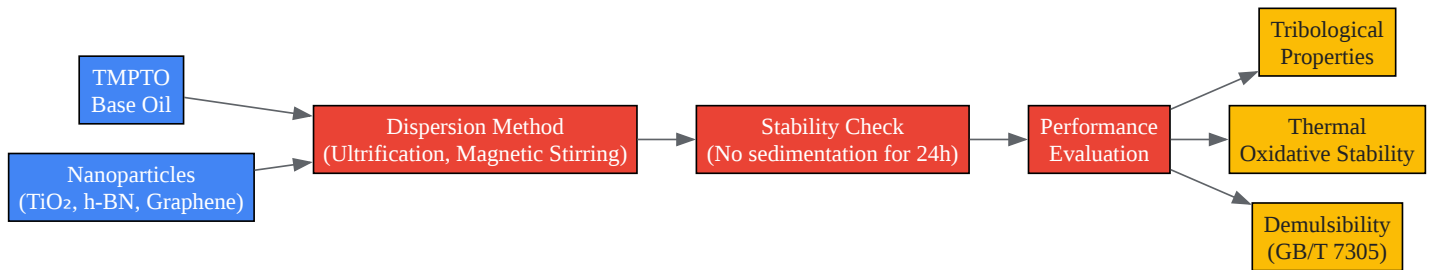 TMPTO
Base Oil
Nanoparticles
(TiO₂, h-BN, Graphene)
Dispersion Method
(Ultrification, Magnetic Stirring)
Stability Check
(No sedimentation for 24h)
Performance
Evaluation
Tribological
Properties
Thermal
Oxidative Stability
Demulsibility
(GB/T 7305)